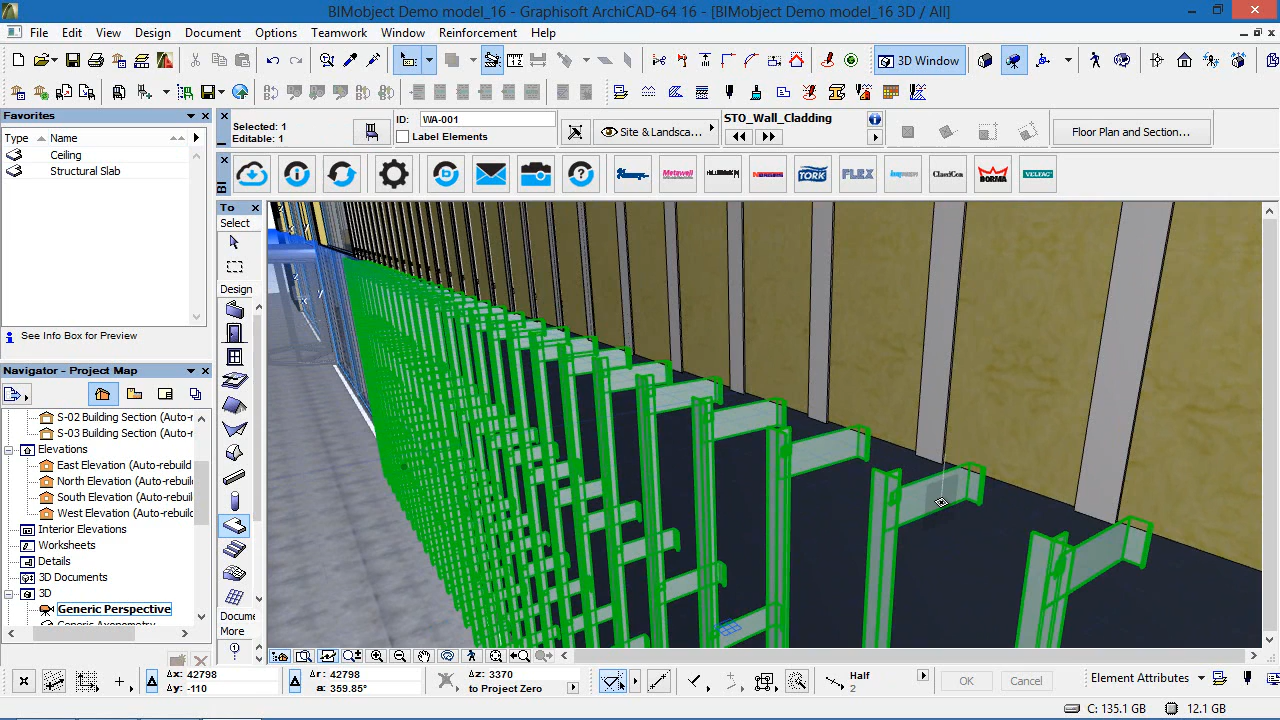 BIMobject Demo model_16 - Graphisoft ArchiCAD-64 16 - [BIMobject Demo model_16 3D / All]
File Edit View Design Document Options Teamwork Window Reinforcement Help
3D Window
Favorites
Type Name
Ceiling
Structural Slab
See Info Box for Preview
Selected: 1
Editable: 1
ID: WA-001
Label Elements
Site & Landsca...
STO_Wall_Cladding
Floor Plan and Section...
TORK FLEX ClassiCon DORMA VELFAC
Metawell
To
Select
Design
Docume
More
Navigator - Project Map
S-02 Building Section (Auto-r
S-03 Building Section (Auto-r
Elevations
East Elevation (Auto-rebuild
North Elevation (Auto-rebuil
South Elevation (Auto-rebuil
West Elevation (Auto-rebuild
Interior Elevations
Worksheets
Details
3D Documents
3D
Generic Perspective
Generic Axonometry
Δx: 42798
Δy: -110
Δr: 42798
a: 359.85°
Δz: 3370
to Project Zero
Half
2
OK
Cancel
Element Attributes
C: 135.1 GB
12.1 GB